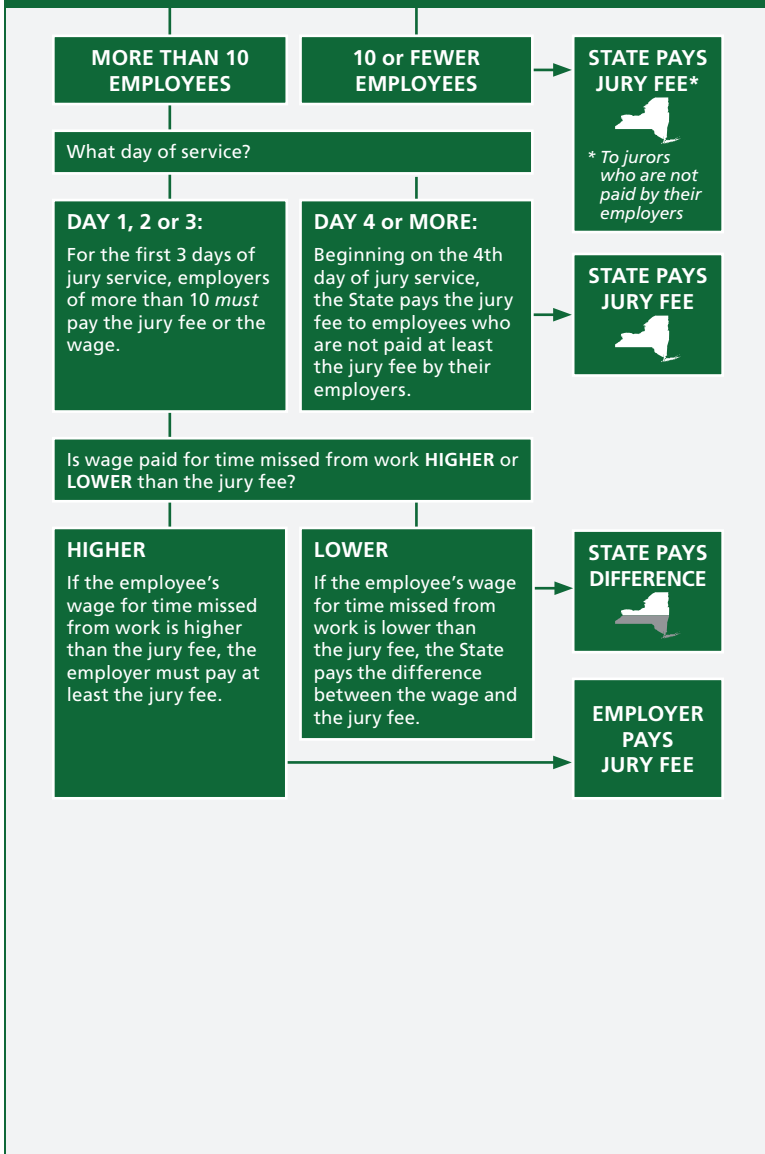 MORE THAN 10
EMPLOYEES
10 or FEWER
EMPLOYEES
STATE PAYS
JURY FEE*
* To jurors
who are not
paid by their
employers
What day of service?
DAY 1, 2 or 3:
For the first 3 days of
jury service, employers
of more than 10 must
pay the jury fee or the
wage.
DAY 4 or MORE:
Beginning on the 4th
day of jury service,
the State pays the jury
fee to employees who
are not paid at least
the jury fee by their
employers.
STATE PAYS
JURY FEE
Is wage paid for time missed from work HIGHER or
LOWER than the jury fee?
HIGHER
If the employee’s
wage for time missed
from work is higher
than the jury fee, the
employer must pay at
least the jury fee.
LOWER
If the employee’s wage
for time missed from
work is lower than
the jury fee, the State
pays the difference
between the wage and
the jury fee.
STATE PAYS
DIFFERENCE
EMPLOYER
PAYS
JURY FEE